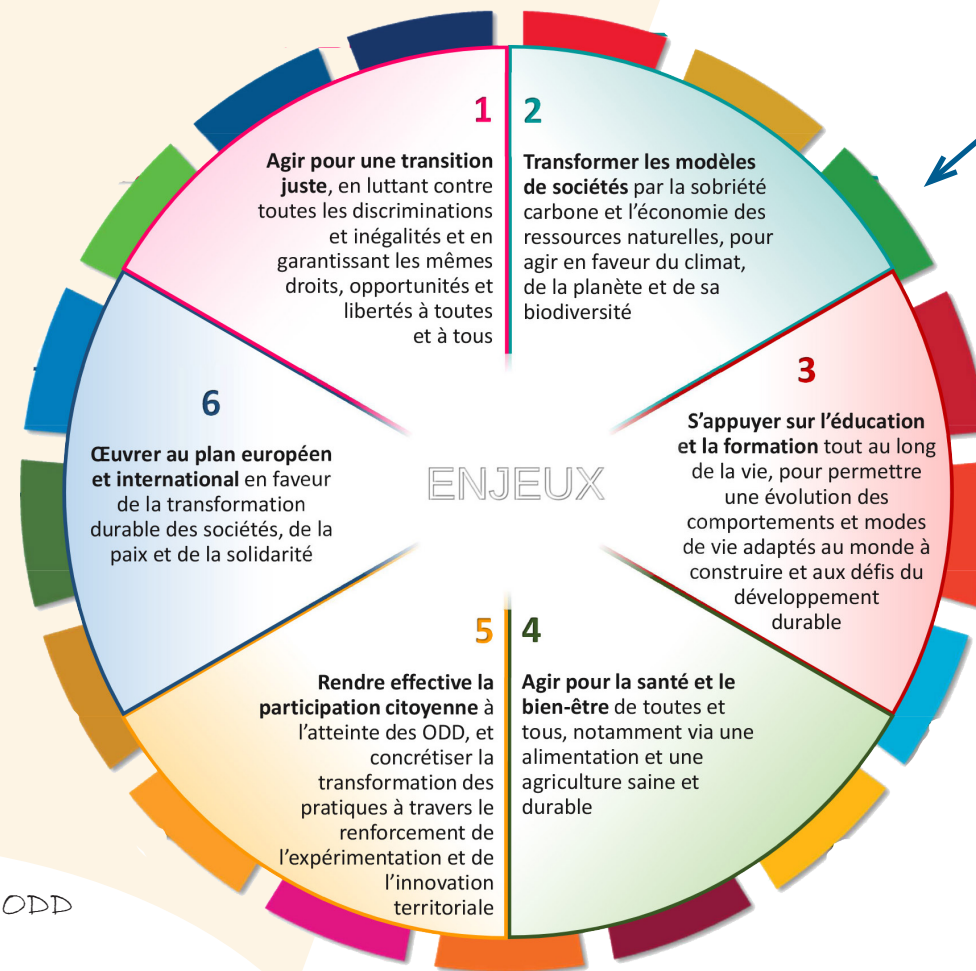 1
Agir pour une transition
juste, en luttant contre
toutes les discriminations
et inégalités et en
garantissant les mêmes
droits, opportunités et
libertés à toutes
et à tous
2
Transformer les modèles
de sociétés par la sobriété
carbone et l’économie des
ressources naturelles, pour
agir en faveur du climat,
de la planète et de sa
biodiversité
3
S’appuyer sur l’éducation
et la formation tout au long
de la vie, pour permettre
une évolution des
comportements et modes
de vie adaptés au monde à
construire et aux défis du
développement
durable
4
Agir pour la santé et le
bien-être de toutes et
tous, notamment via une
alimentation et une
agriculture saine et
durable
5
Rendre effective la
participation citoyenne à
l’atteinte des ODD, et
concrétiser la
transformation des
pratiques à travers le
renforcement de
l’expérimentation et de
l’innovation
territoriale
6
Œuvrer au plan européen
et international en faveur
de la transformation
durable des sociétés, de la
paix et de la solidarité
ENJEUX
ODD